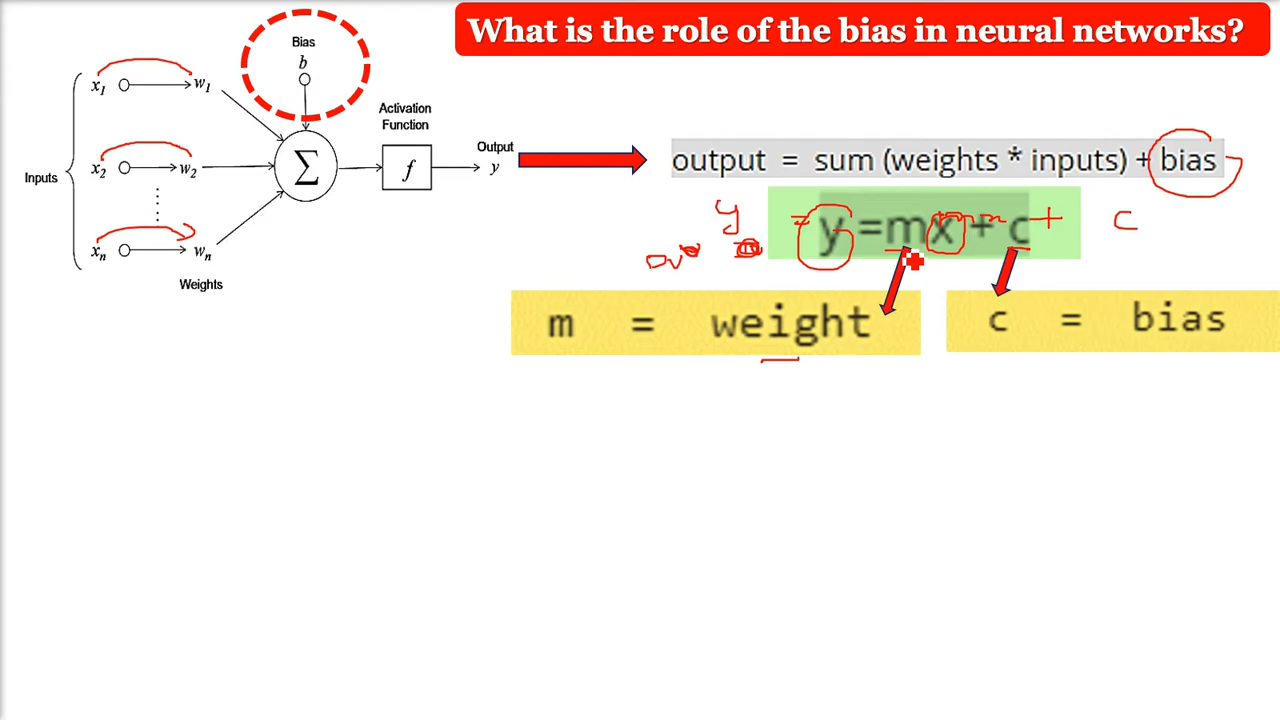 What is the role of the bias in neural networks?
Bias
b
Inputs
x1 w1
x2 w2
xn wn
Weights
Σ
Activation
Function
f
Output
y
output = sum (weights * inputs) + bias
y = mx + c
y = + c
m = weight
c = bias